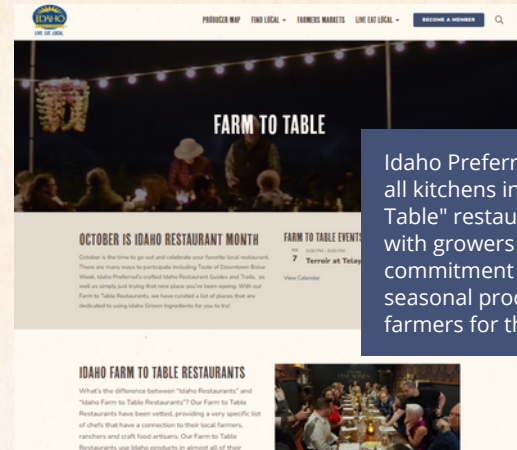 IDAHO
LIVE EAT LOCAL
PRODUCER MAP FIND LOCAL FARMERS MARKETS LIVE EAT LOCAL BECOME A MEMBER
FARM TO TABLE
Idaho Preferr
all kitchens in
Table" restau
with growers
commitment
seasonal prod
farmers for th
OCTOBER IS IDAHO RESTAURANT MONTH
October is the time to go out and celebrate your favorite local restaurant.
There are many ways to participate including Taste of Downtown Boise
Week, Idaho Preferred's crafted Idaho Restaurant Guides and Trails, as
well as simply just trying that new place you've been eyeing. With our
Farm to Table Restaurants, we have curated a list of places that are
dedicated to using Idaho Grown Ingredients for you to try!
FARM TO TABLE EVENTS
7 Terroir at Telay
View Calendar
IDAHO FARM TO TABLE RESTAURANTS
What's the difference between "Idaho Restaurants" and
"Idaho Farm to Table Restaurants"? Our Farm to Table
Restaurants have been vetted, providing a very specific list
of chefs that have a connection to their local farmers,
ranchers and craft food artisans. Our Farm to Table
Restaurants use Idaho products in almost all of their